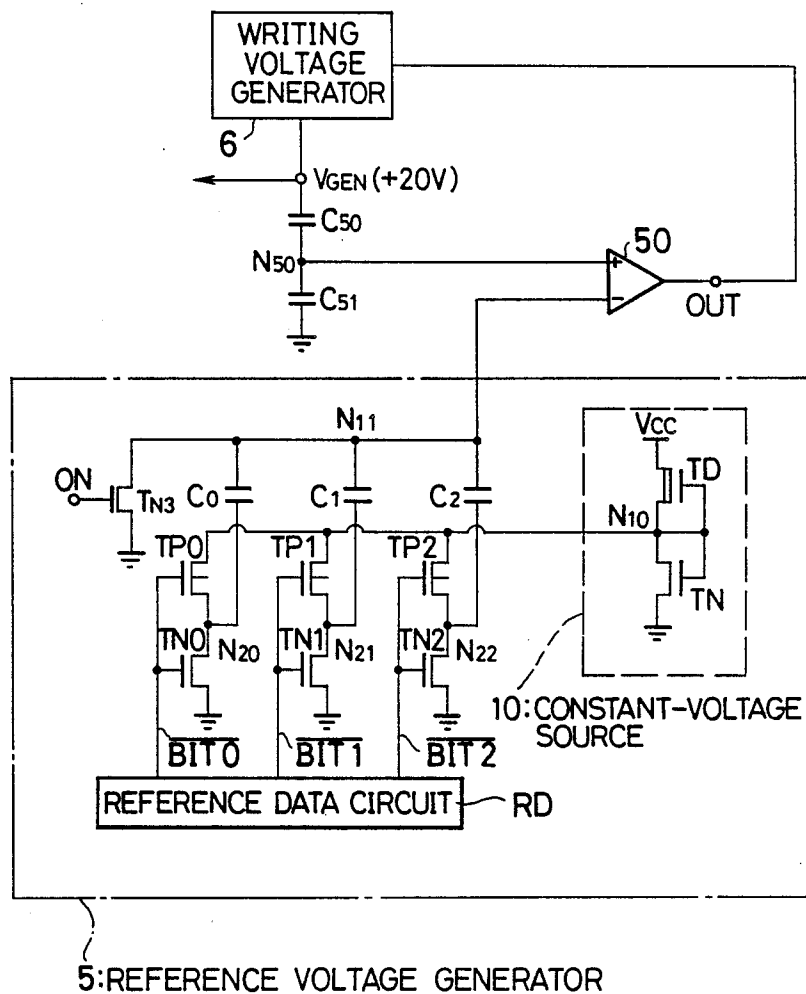 WRITING
VOLTAGE
GENERATOR
6
VGEN (+20V)
C50
N50
C51
50
+
−
OUT
N11
ON
TN3
C0
C1
C2
VCC
TD
N10
TN
TP0
TP1
TP2
TN0
TN1
TN2
N20
N21
N22
10:CONSTANT-VOLTAGE
SOURCE
BIT0
BIT1
BIT2
REFERENCE DATA CIRCUIT
RD
5:REFERENCE VOLTAGE GENERATOR